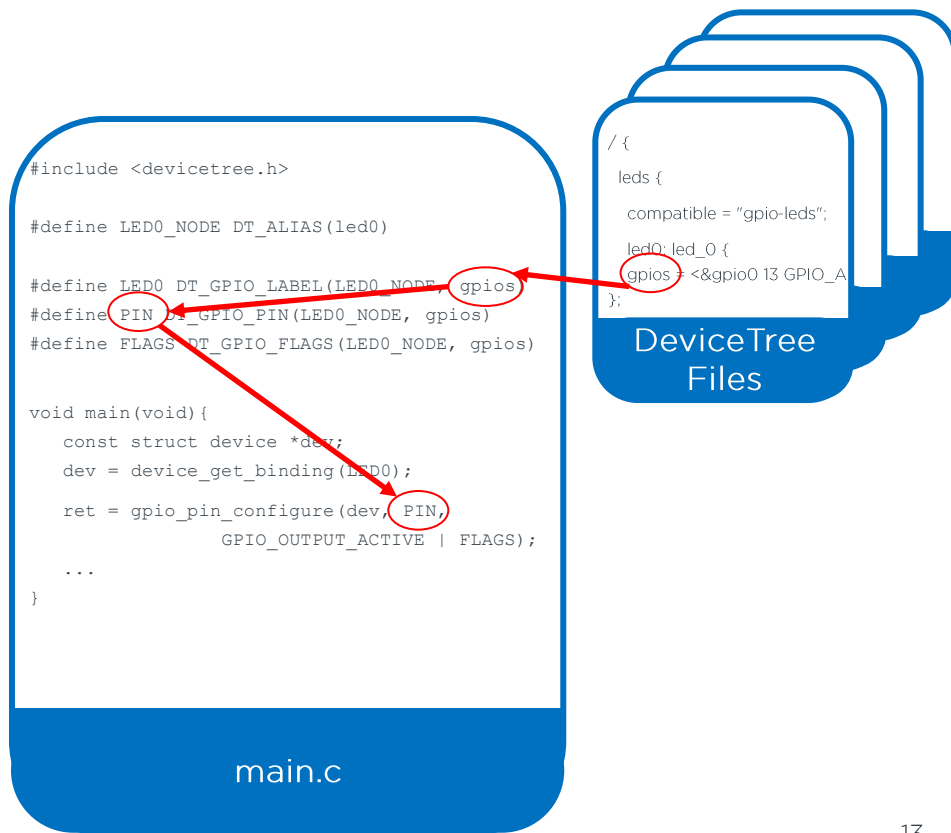 #include <devicetree.h>
#define LED0_NODE DT_ALIAS(led0)
#define LED0 DT_GPIO_LABEL(LED0_NODE, gpios)
#define PIN DT_GPIO_PIN(LED0_NODE, gpios)
#define FLAGS DT_GPIO_FLAGS(LED0_NODE, gpios)
void main(void){
const struct device *dev;
dev = device_get_binding(LED0);
ret = gpio_pin_configure(dev, PIN,
GPIO_OUTPUT_ACTIVE | FLAGS);
...
}
main.c
/ {
leds {
compatible = "gpio-leds";
led0: led_0 {
gpios = <&gpio0 13 GPIO_A
};
DeviceTree
Files
13